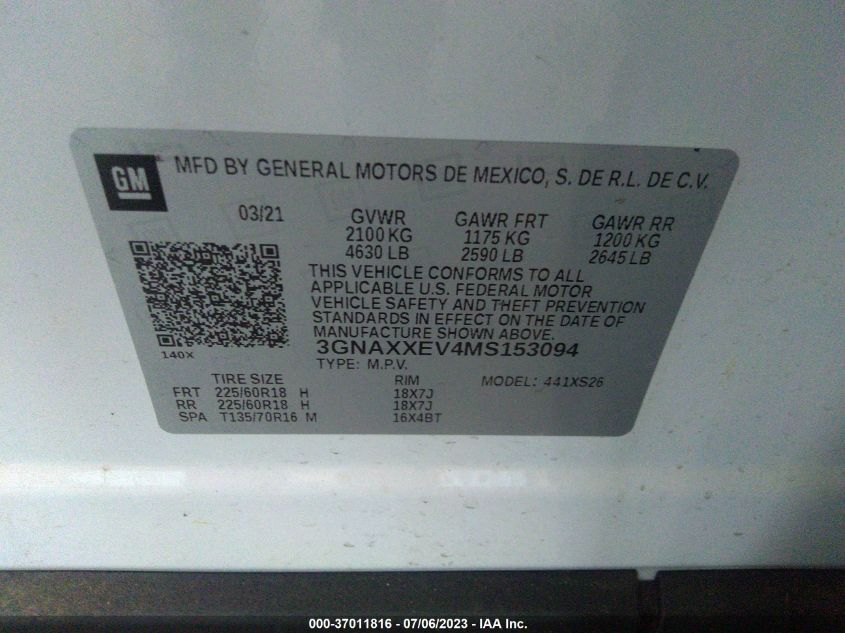 GM
MFD BY GENERAL MOTORS DE MEXICO, S. DE R.L. DE C.V.
03/21 GVWR GAWR FRT GAWR RR
2100 KG 1175 KG 1200 KG
4630 LB 2590 LB 2645 LB
THIS VEHICLE CONFORMS TO ALL
APPLICABLE U.S. FEDERAL MOTOR
VEHICLE SAFETY AND THEFT PREVENTION
STANDARDS IN EFFECT ON THE DATE OF
MANUFACTURE SHOWN ABOVE.
140X
3GNAXXEV4MS153094
TYPE: M.P.V.
TIRE SIZE RIM MODEL: 441XS26
FRT 225/60R18 H 18X7J
RR 225/60R18 H 18X7J
SPA T135/70R16 M 16X4BT
000-37011816 - 07/06/2023 - IAA Inc.